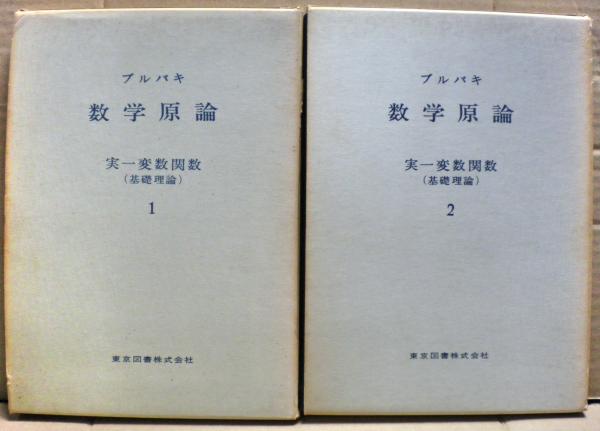 ブルバキ
数学原論
実一変数関数
(基礎理論)
1
東京図書株式会社
ブルバキ
数学原論
実一変数関数
(基礎理論)
2
東京図書株式会社